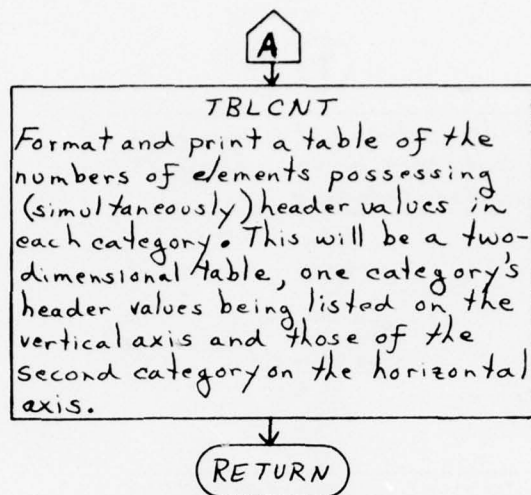 A
TBLCNT
Format and print a table of the
numbers of elements possessing
(simultaneously) header values in
each category. This will be a two-
dimensional table, one category's
header values being listed on the
vertical axis and those of the
second category on the horizontal
axis.
RETURN